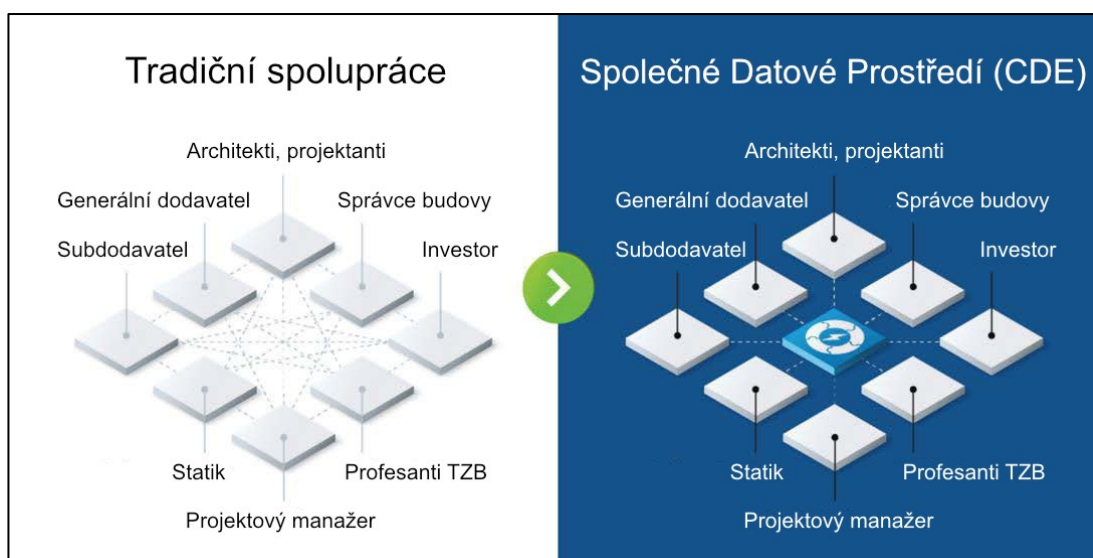 Tradiční spolupráce
Architekti, projektanti
Generální dodavatel
Správce budovy
Subdodavatel
Investor
Statik
Profesanti TZB
Projektový manažer
Společné Datové Prostředí (CDE)
Architekti, projektanti
Generální dodavatel
Správce budovy
Subdodavatel
Investor
Statik
Profesanti TZB
Projektový manažer